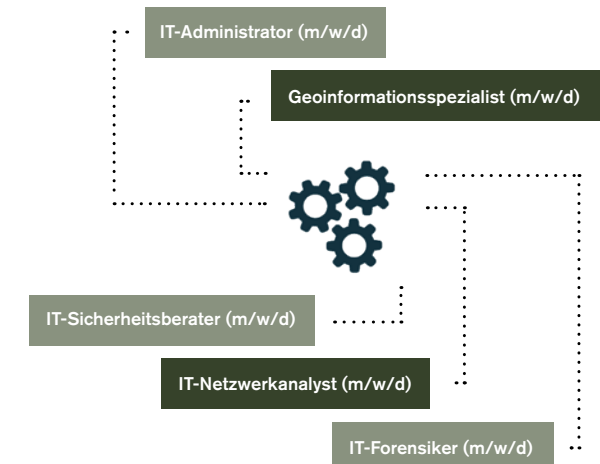 IT-Administrator (m/w/d)
Geoinformationsspezialist (m/w/d)
IT-Sicherheitsberater (m/w/d)
IT-Netzwerkanalyst (m/w/d)
IT-Forensiker (m/w/d)